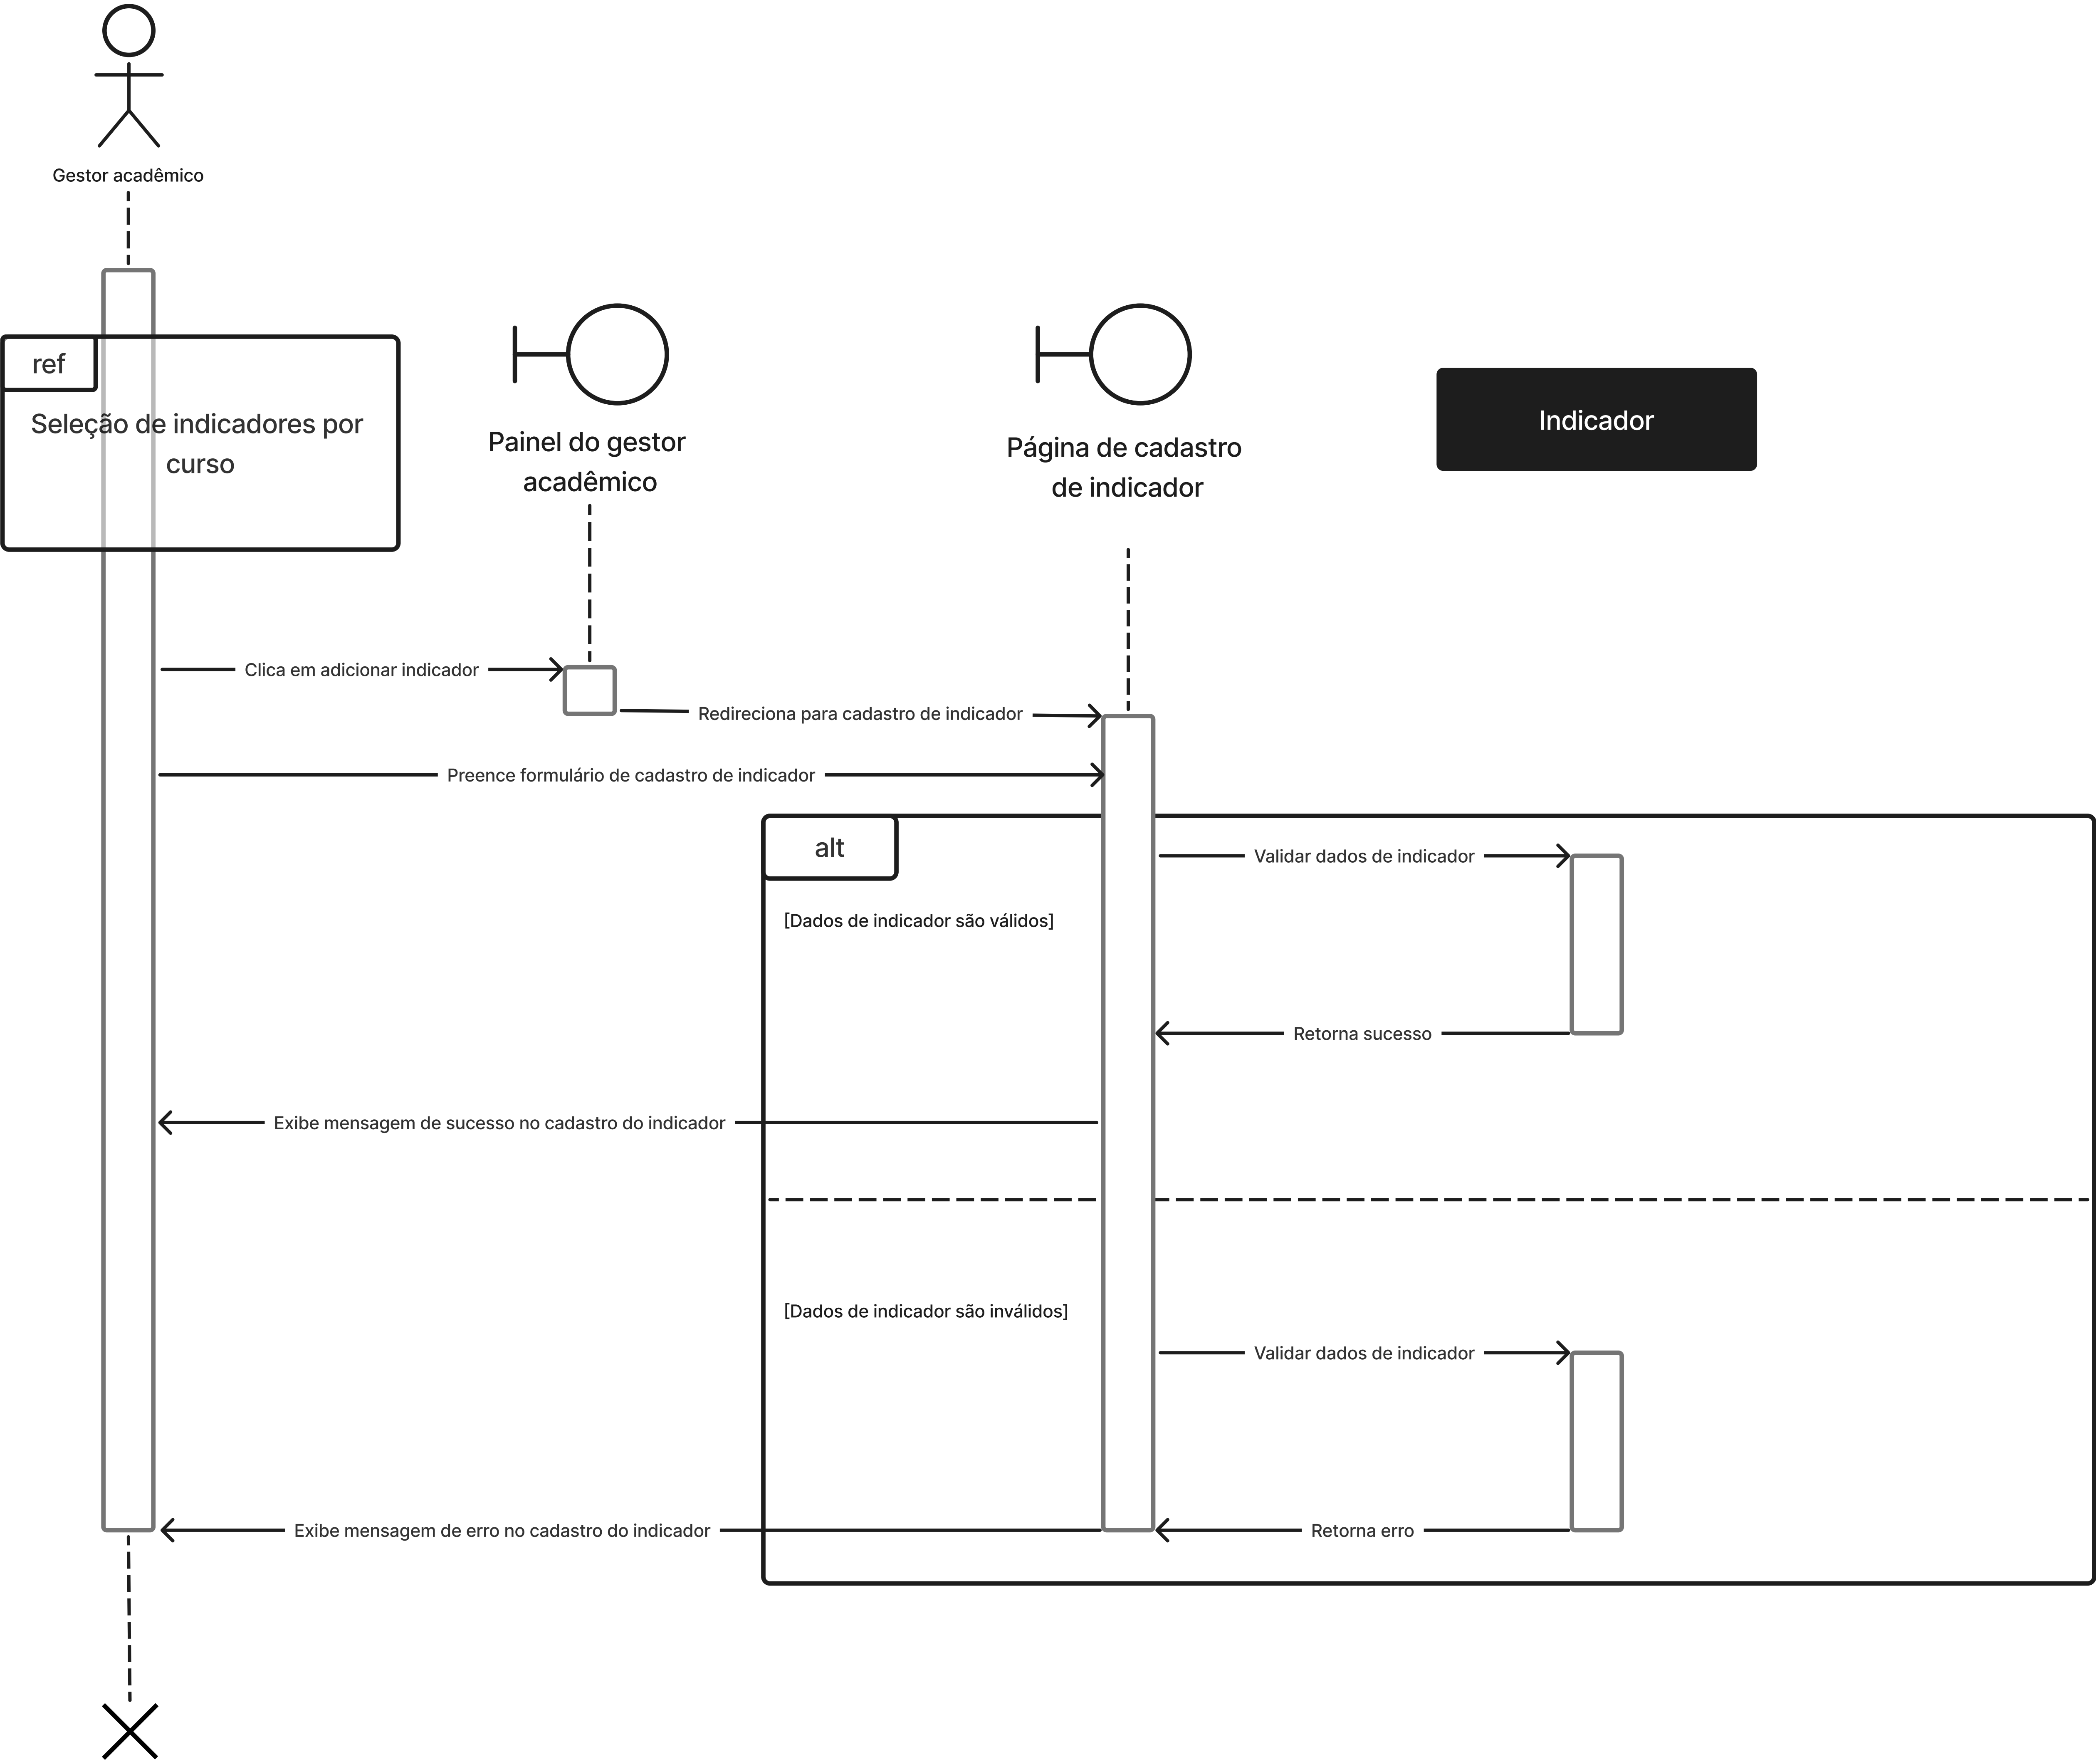 Gestor acadêmico
ref
Seleção de indicadores por
curso
Painel do gestor
acadêmico
Página de cadastro
de indicador
Indicador
Clica em adicionar indicador
Redireciona para cadastro de indicador
Preence formulário de cadastro de indicador
alt
Validar dados de indicador
[Dados de indicador são válidos]
Retorna sucesso
Exibe mensagem de sucesso no cadastro do indicador
[Dados de indicador são inválidos]
Validar dados de indicador
Exibe mensagem de erro no cadastro do indicador
Retorna erro